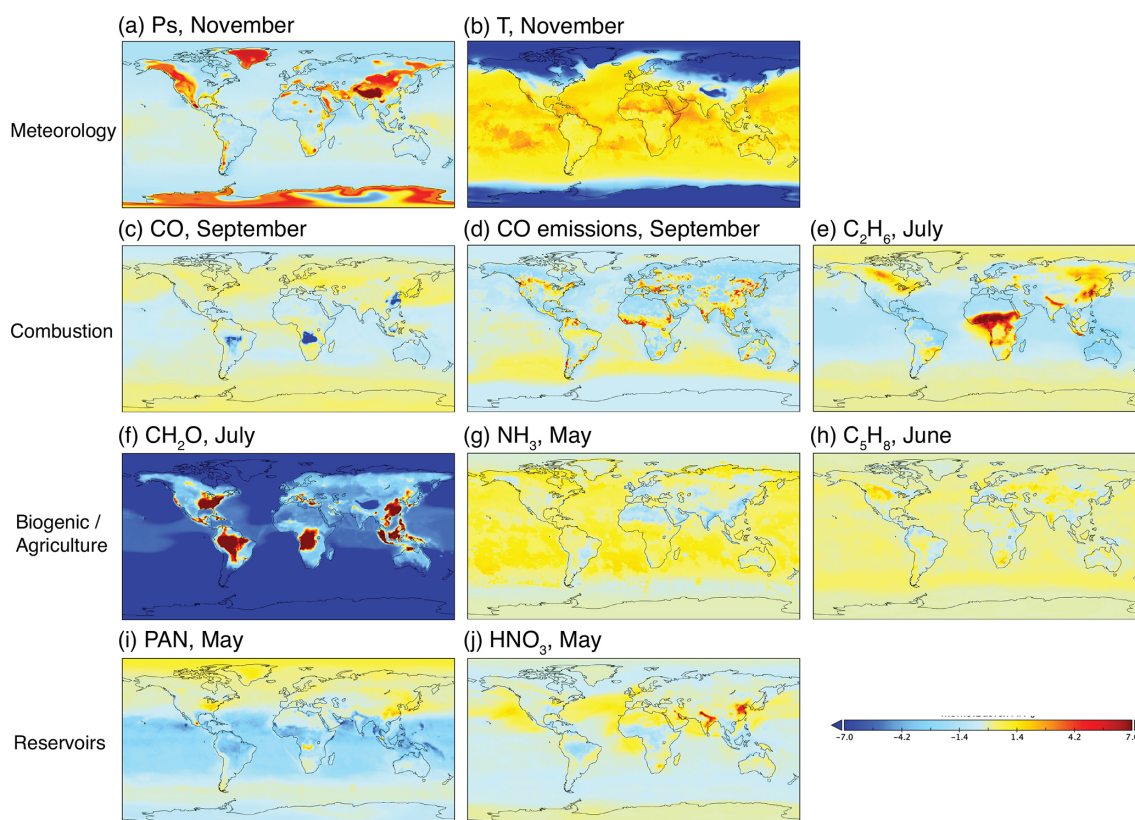 (a) Ps, November
(b) T, November
Meteorology
(c) CO, September
(d) CO emissions, September
(e) C₂H₆, July
Combustion
(f) CH₂O, July
(g) NH₃, May
(h) C₅H₈, June
Biogenic /
Agriculture
(i) PAN, May
(j) HNO₃, May
Reservoirs
-7.0 -4.2 -1.4 1.4 4.2 7.0